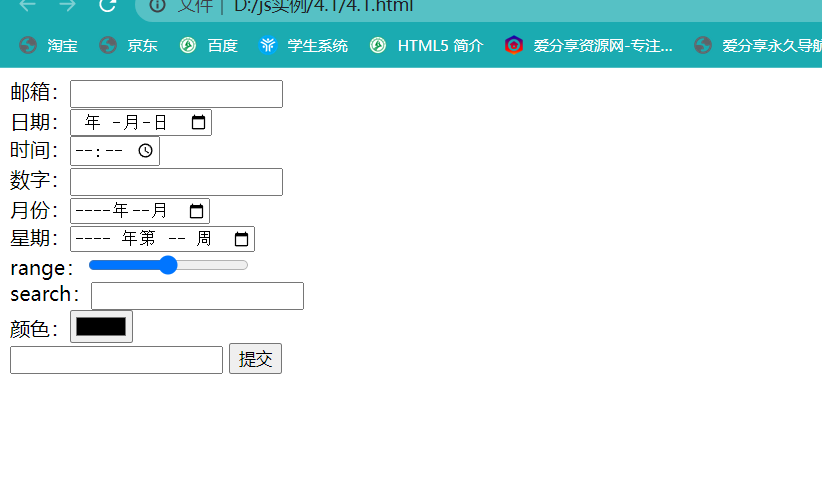 文件 | D:/js实例/4.1/4.1.html
淘宝 京东 百度 学生系统 HTML5 简介 爱分享资源网-专注... 爱分享永久导航
邮箱：
日期： 年 -月-日
时间： --:--
数字：
月份： ----年--月
星期： ---- 年第 -- 周
range：
search：
颜色：
提交